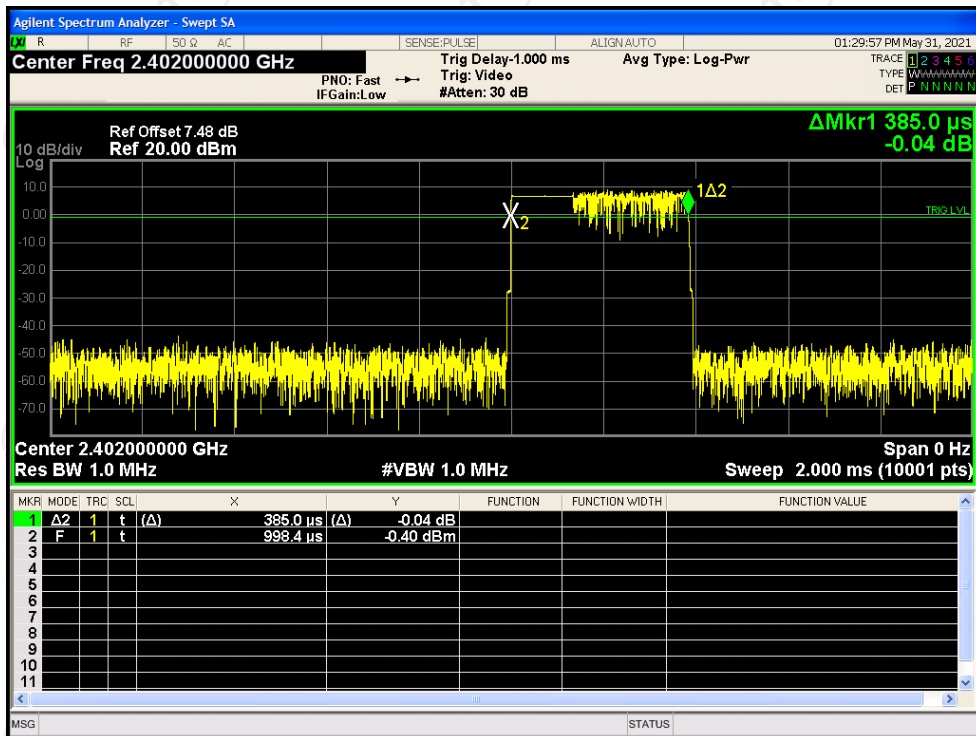 Agilent Spectrum Analyzer - Swept SA
LXI R RF 50 Ω AC SENSE:PULSE ALIGNAUTO 01:29:57 PM May 31, 2021
Center Freq 2.402000000 GHz
PNO: Fast
IFGain:Low
Trig Delay-1.000 ms
Trig: Video
#Atten: 30 dB
Avg Type: Log-Pwr
TRACE 1 2 3 4 5 6
TYPE WWWWWW
DET P N N N N N
ΔMkr1 385.0 µs
-0.04 dB
Ref Offset 7.48 dB
10 dB/div Ref 20.00 dBm
Log
10.0
0.00
-10.0
-20.0
-30.0
-40.0
-50.0
-60.0
-70.0
1Δ2
2
TRIG LVL
Center 2.402000000 GHz Span 0 Hz
Res BW 1.0 MHz #VBW 1.0 MHz Sweep 2.000 ms (10001 pts)
MKR MODE TRC SCL X Y FUNCTION FUNCTION WIDTH FUNCTION VALUE
1 Δ2 1 t (Δ) 385.0 µs (Δ) -0.04 dB
2 F 1 t 998.4 µs -0.40 dBm
3
4
5
6
7
8
9
10
11
MSG STATUS